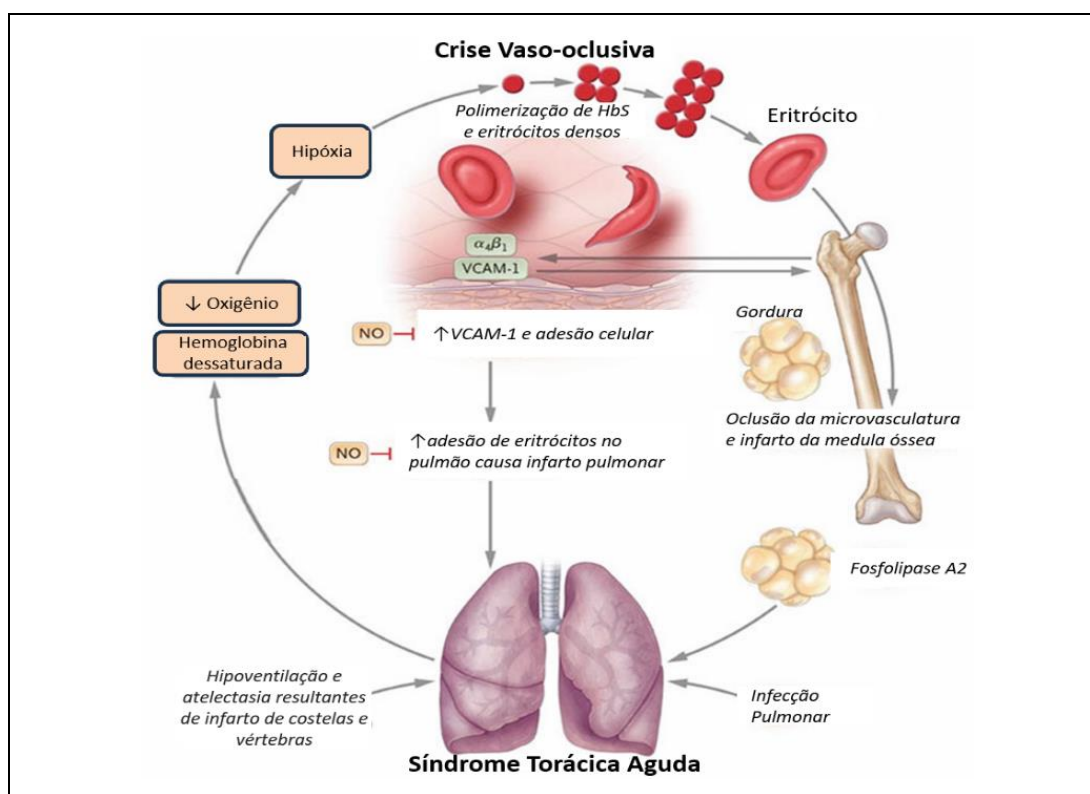 Crise Vaso-oclusiva
Polimerização de HbS
e eritrócitos densos
Eritrócito
Hipóxia
α₄β₁
VCAM-1
↓ Oxigênio
Hemoglobina
dessaturada
NO
↑VCAM-1 e adesão celular
Gordura
Oclusão da microvasculatura
e infarto da medula óssea
NO
↑adesão de eritrócitos no
pulmão causa infarto pulmonar
Fosfolipase A2
Hipoventilação e
atelectasia resultantes
de infarto de costelas e
vértebras
Infecção
Pulmonar
Síndrome Torácica Aguda